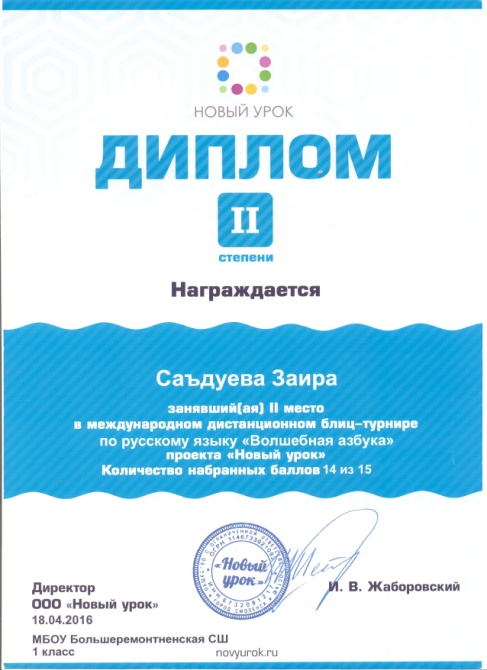 НОВЫЙ УРОК
ДИПЛОМ
II
степени
Награждается
Саъдуева Заира
занявший(ая) II место
в международном дистанционном блиц-турнире
по русскому языку «Волшебная азбука»
проекта «Новый урок»
Количество набранных баллов 14 из 15
«Новый
урок»
Директор
ООО «Новый урок»
И. В. Жаборовский
18.04.2016
МБОУ Большеремонтненская СШ
1 класс
novyurok.ru